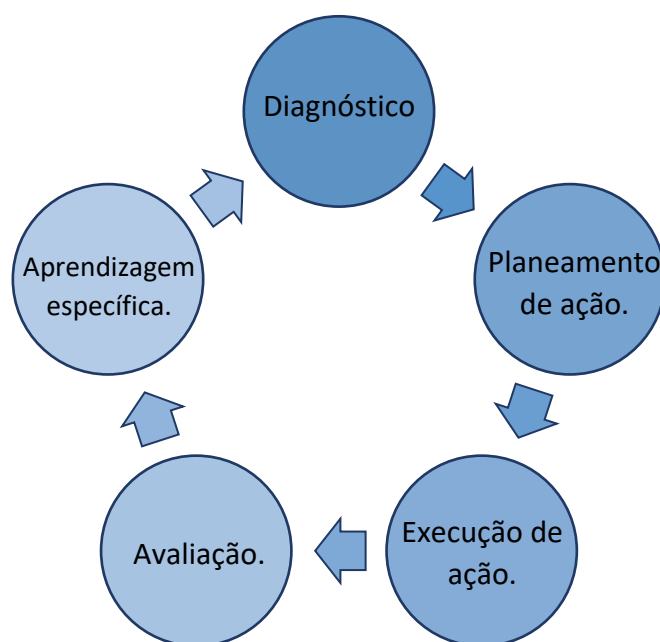 Diagnóstico
Planeamento
de ação.
Execução de
ação.
Avaliação.
Aprendizagem
específica.